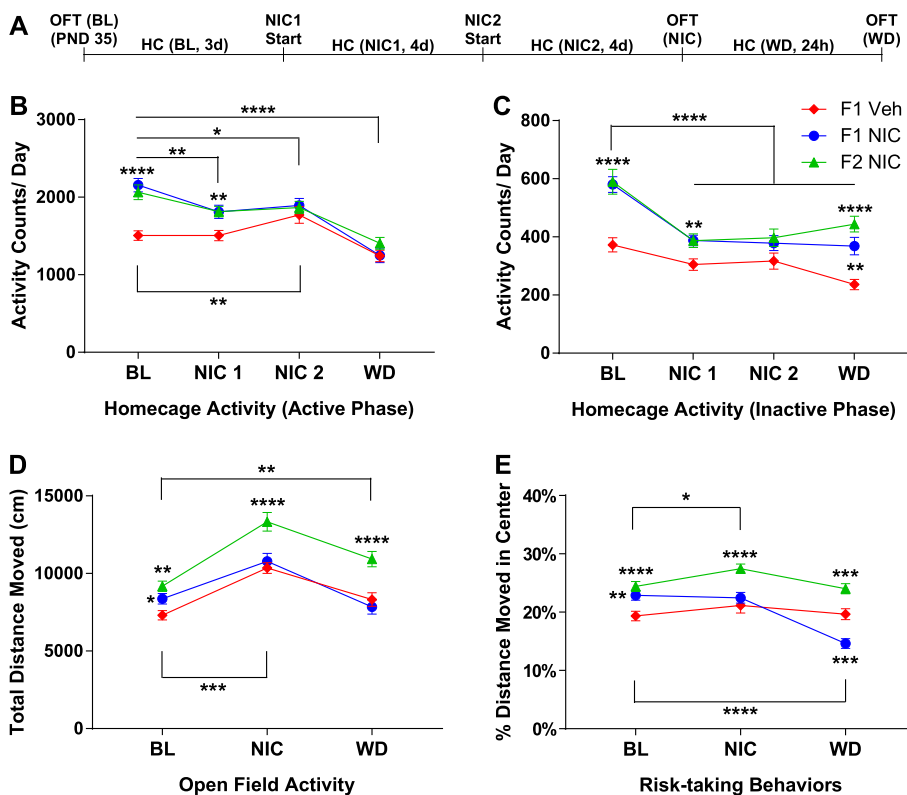 A
OFT (BL)
(PND 35)
HC (BL, 3d)
NIC1
Start
HC (NIC1, 4d)
NIC2
Start
HC (NIC2, 4d)
OFT
(NIC)
HC (WD, 24h)
OFT
(WD)
B
Activity Counts/ Day
3000
2000
1000
0
****
*
**
****
**
**
BL
NIC 1
NIC 2
WD
Homecage Activity (Active Phase)
C
Activity Counts/ Day
800
600
400
200
0
F1 Veh
F1 NIC
F2 NIC
****
****
**
****
**
BL
NIC 1
NIC 2
WD
Homecage Activity (Inactive Phase)
D
Total Distance Moved (cm)
15000
10000
5000
0
**
****
**
****
*
***
BL
NIC
WD
Open Field Activity
E
% Distance Moved in Center
40%
30%
20%
10%
0%
*
****
****
***
**
***
****
BL
NIC
WD
Risk-taking Behaviors